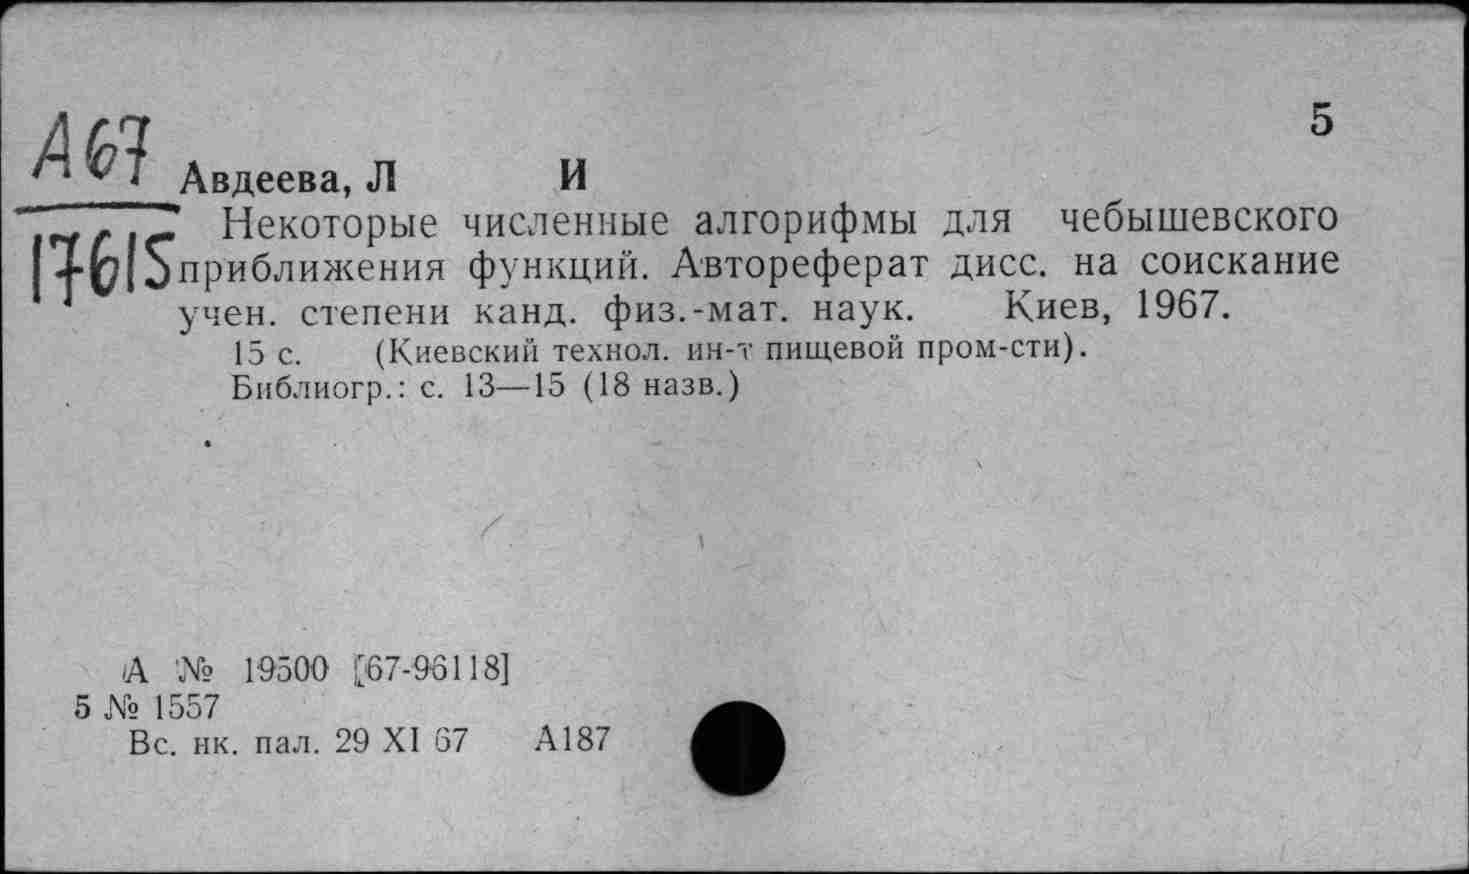 5
А67
Авдеева, Л И
Некоторые численные алгорифмы для чебышевского
17615 приближения функций. Автореферат дисс. на соискание
учен. степени канд. физ.-мат. наук. Киев, 1967.
15 с. (Киевский технол. ин-т пищевой пром-сти).
Библиогр.: с. 13—15 (18 назв.)
А № 19500 [67-96118]
5 № 1557
Вс. нк. пал. 29 XI 67 А187